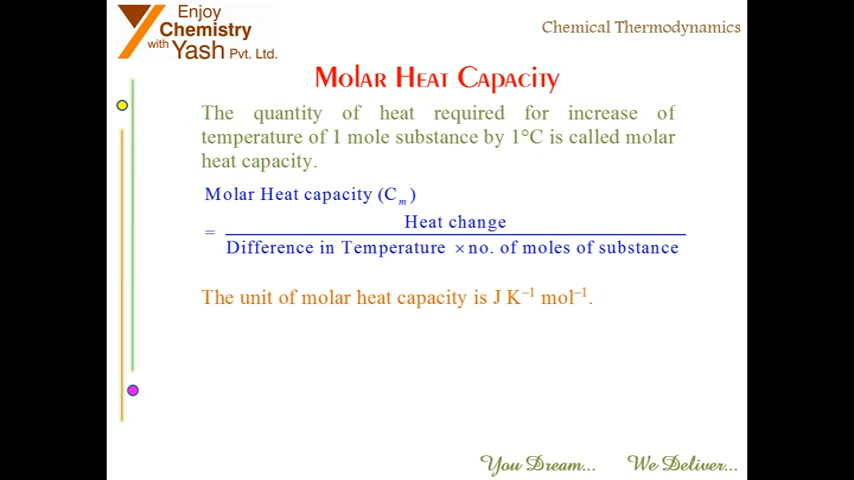 Enjoy
Chemistry
with Yash Pvt. Ltd.
Chemical Thermodynamics
Molar Heat Capacity
The quantity of heat required for increase of
temperature of 1 mole substance by 1°C is called molar
heat capacity.
Molar Heat capacity (Cₘ)
= Heat change
Difference in Temperature × no. of moles of substance
The unit of molar heat capacity is J K⁻¹ mol⁻¹.
You Dream... We Deliver...